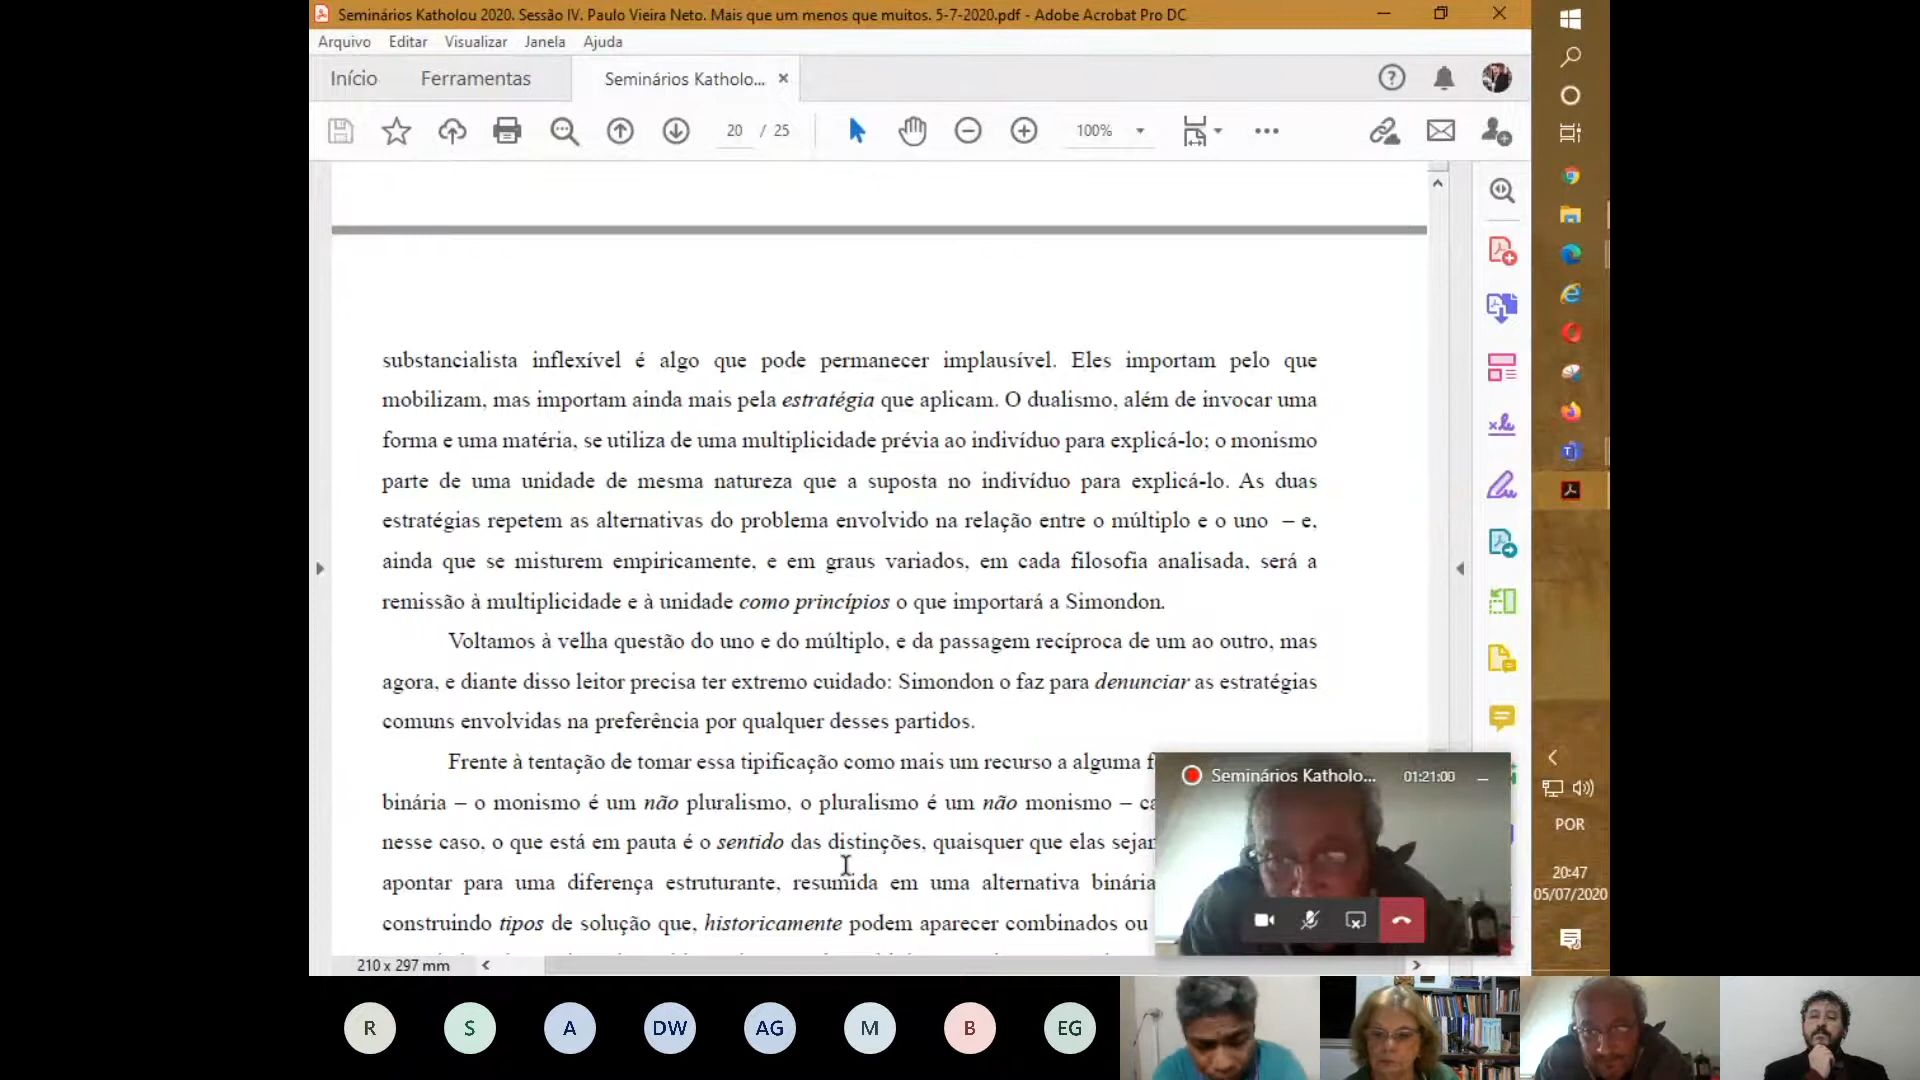 Seminários Katholou 2020. Sessão IV. Paulo Vieira Neto. Mais que um menos que muitos. 5-7-2020.pdf - Adobe Acrobat Pro DC
Arquivo Editar Visualizar Janela Ajuda
Início Ferramentas Seminários Katholo... ×
20 / 25 100%
substancialista inflexível é algo que pode permanecer implausível. Eles importam pelo que
mobilizam, mas importam ainda mais pela estratégia que aplicam. O dualismo, além de invocar uma
forma e uma matéria, se utiliza de uma multiplicidade prévia ao indivíduo para explicá-lo; o monismo
parte de uma unidade de mesma natureza que a suposta no indivíduo para explicá-lo. As duas
estratégias repetem as alternativas do problema envolvido na relação entre o múltiplo e o uno – e,
ainda que se misturem empiricamente, e em graus variados, em cada filosofia analisada, será a
remissão à multiplicidade e à unidade como princípios o que importará a Simondon.
Voltamos à velha questão do uno e do múltiplo, e da passagem recíproca de um ao outro, mas
agora, e diante disso leitor precisa ter extremo cuidado: Simondon o faz para denunciar as estratégias
comuns envolvidas na preferência por qualquer desses partidos.
Frente à tentação de tomar essa tipificação como mais um recurso a alguma
binária – o monismo é um não pluralismo, o pluralismo é um não monismo –
nesse caso, o que está em pauta é o sentido das distinções, quaisquer que elas
apontar para uma diferença estruturante, resumida em uma alternativa binária
construindo tipos de solução que, historicamente podem aparecer combinados ou
Seminários Katholo... 01:21:00
210 x 297 mm
POR
20:47
05/07/2020
R S A DW AG M B EG